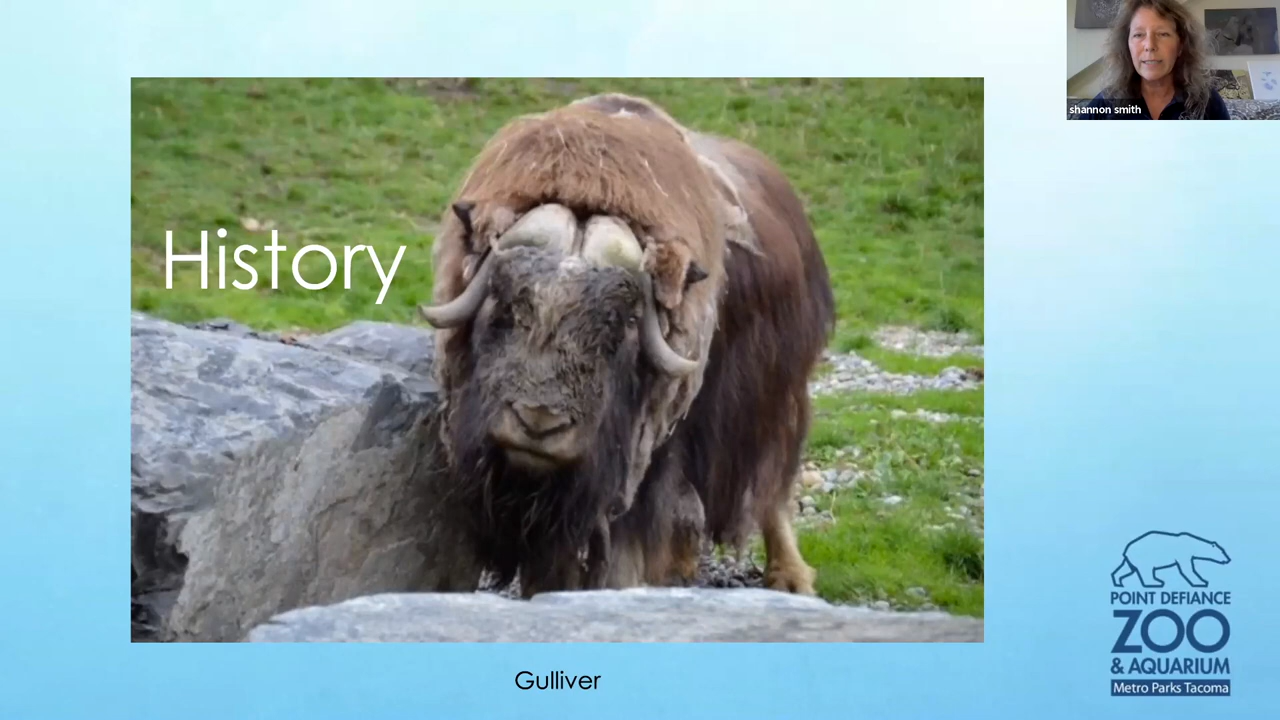 shannon smith
History
POINT DEFIANCE
ZOO
& AQUARIUM
Metro Parks Tacoma
Gulliver